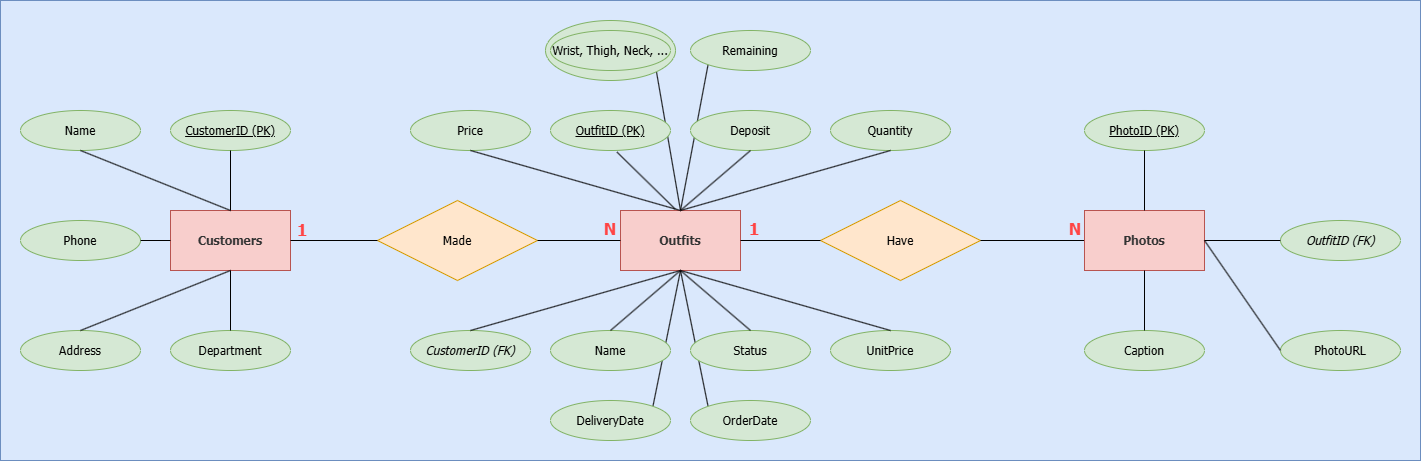 Wrist, Thigh, Neck, ...
Remaining
Name
CustomerID (PK)
Price
OutfitID (PK)
Deposit
Quantity
PhotoID (PK)
Phone
Customers
1
Made
N
Outfits
1
Have
N
Photos
OutfitID (FK)
Address
Department
CustomerID (FK)
Name
Status
UnitPrice
Caption
PhotoURL
DeliveryDate
OrderDate